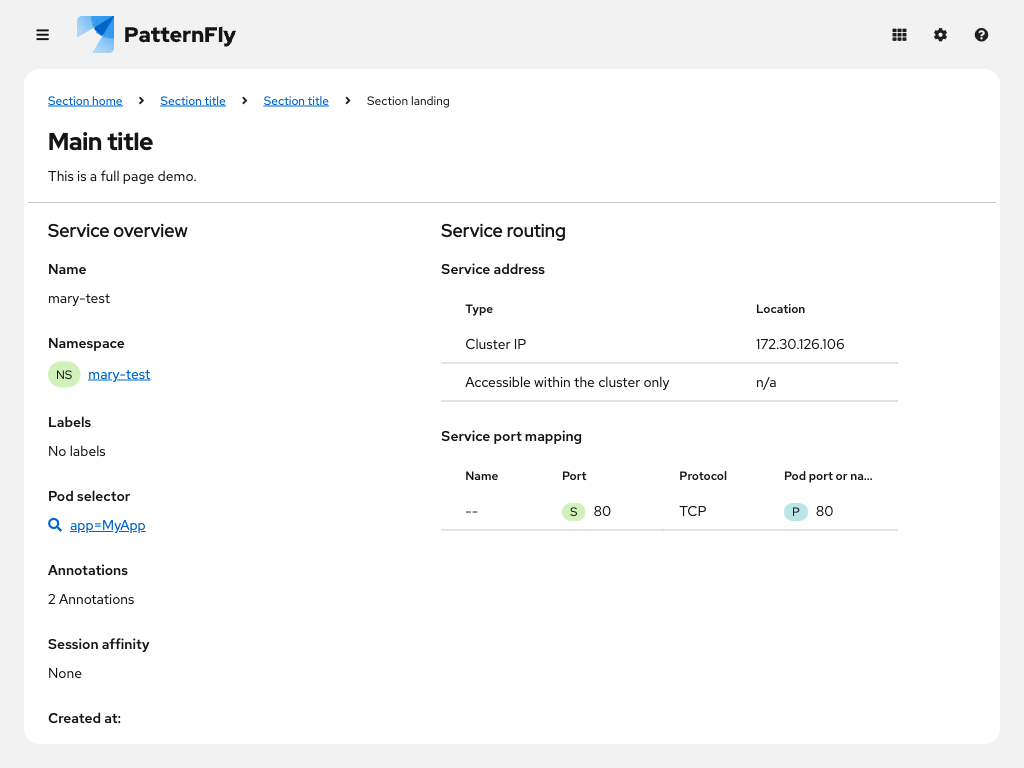 PatternFly
Section home Section title Section title Section landing
Main title
This is a full page demo.
Service overview
Name
mary-test
Namespace
NS mary-test
Labels
No labels
Pod selector
app=MyApp
Annotations
2 Annotations
Session affinity
None
Created at:
Service routing
Service address
Type Location
Cluster IP 172.30.126.106
Accessible within the cluster only n/a
Service port mapping
Name Port Protocol Pod port or na...
-- S 80 TCP P 80